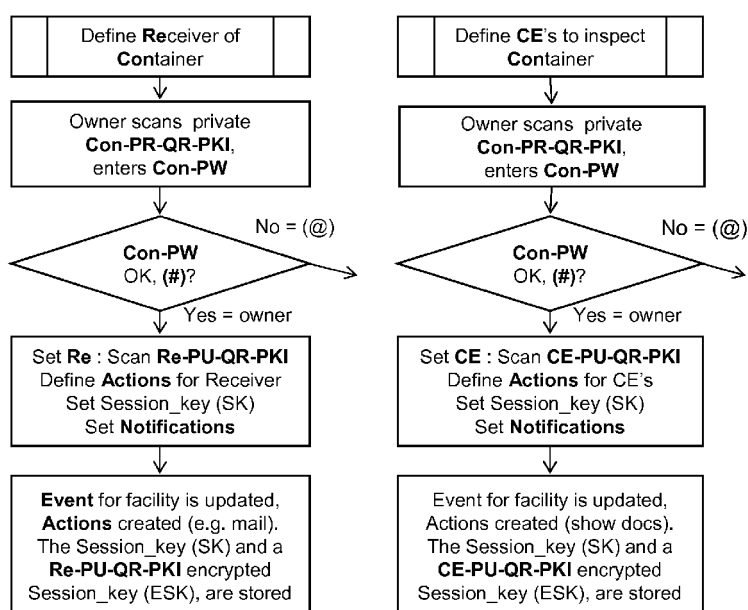 Define Receiver of
Container
Owner scans private
Con-PR-QR-PKI,
enters Con-PW
No = (@)
Con-PW
OK, (#)?
Yes = owner
Set Re : Scan Re-PU-QR-PKI
Define Actions for Receiver
Set Session_key (SK)
Set Notifications
Event for facility is updated,
Actions created (e.g. mail).
The Session_key (SK) and a
Re-PU-QR-PKI encrypted
Session_key (ESK), are stored
Define CE's to inspect
Container
Owner scans private
Con-PR-QR-PKI,
enters Con-PW
No = (@)
Con-PW
OK, (#)?
Yes = owner
Set CE : Scan CE-PU-QR-PKI
Define Actions for CE's
Set Session_key (SK)
Set Notifications
Event for facility is updated,
Actions created (show docs).
The Session_key (SK) and a
CE-PU-QR-PKI encrypted
Session_key (ESK), are stored